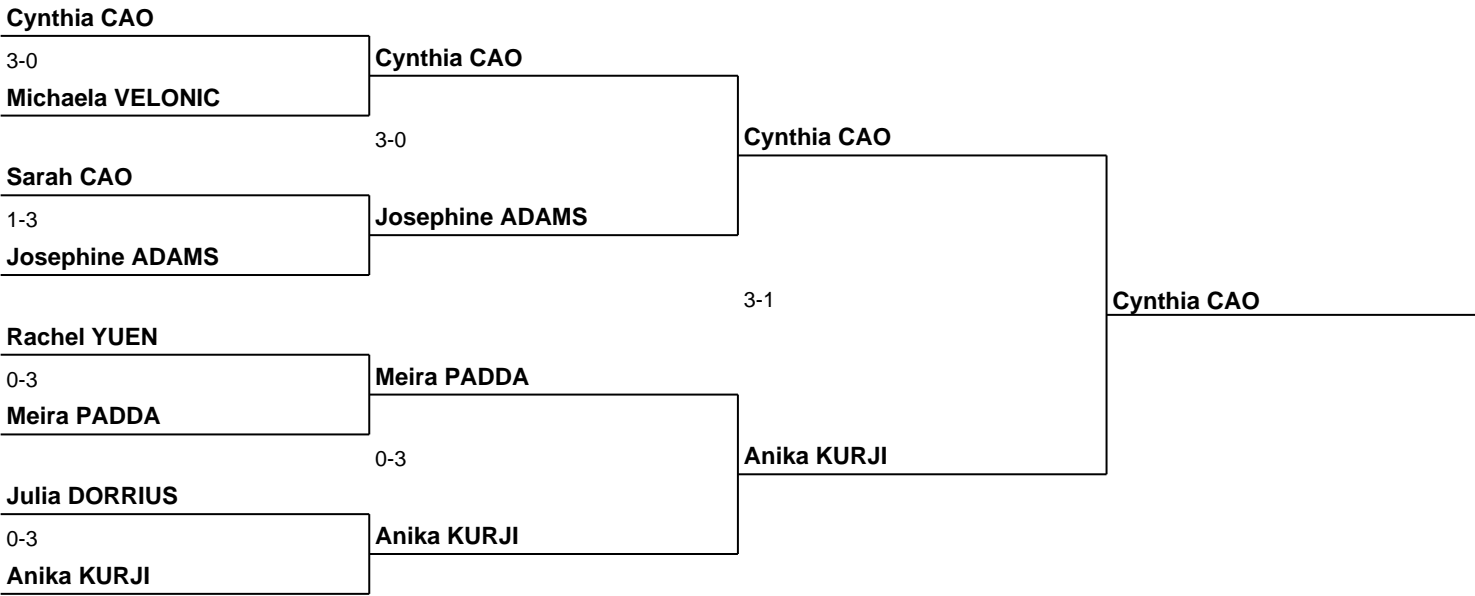 Cynthia CAO
3-0
Michaela VELONIC
Sarah CAO
1-3
Josephine ADAMS
Rachel YUEN
0-3
Meira PADDA
Julia DORRIUS
0-3
Anika KURJI
Cynthia CAO
3-0
Josephine ADAMS
Meira PADDA
0-3
Anika KURJI
Cynthia CAO
3-1
Anika KURJI
Cynthia CAO